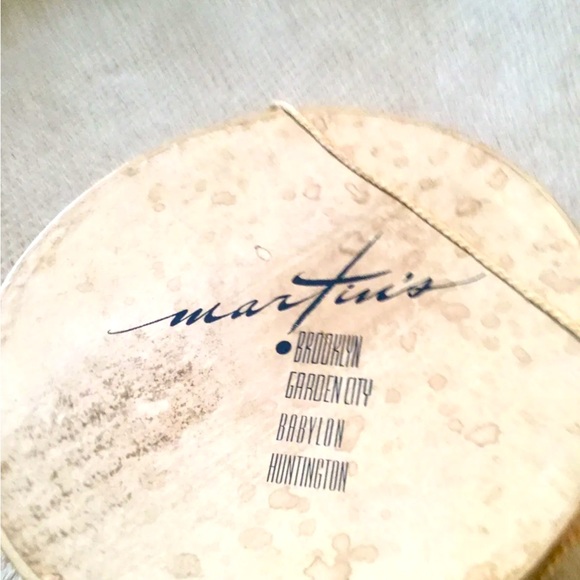 martin's
• BROOKLYN
GARDEN CITY
BABYLON
HUNTINGTON